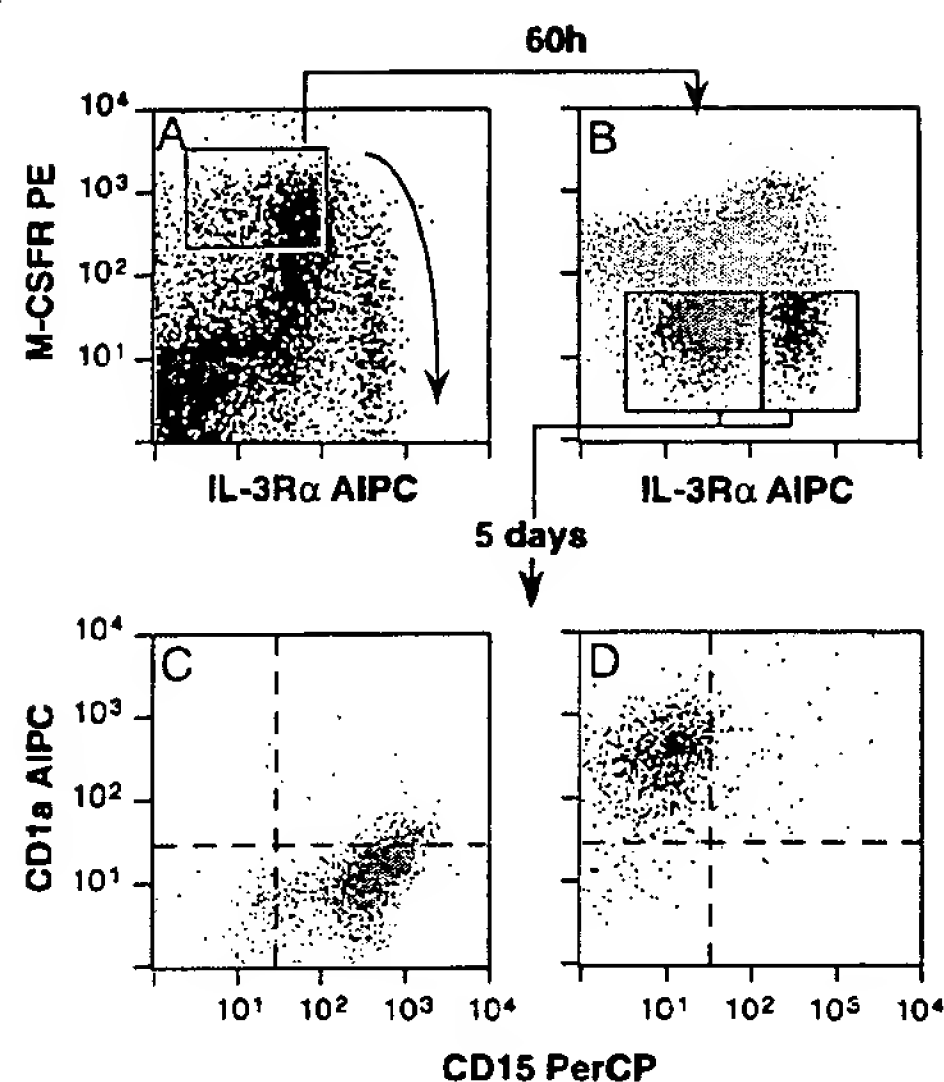 60h
10⁴
10³
10²
10¹
M-CSFR PE
A
B
IL-3Rα AIPC
IL-3Rα AIPC
5 days
10⁴
10³
10²
10¹
CD1a AIPC
C
D
10¹ 10² 10³ 10⁴
10¹ 10² 10³ 10⁴
CD15 PerCP